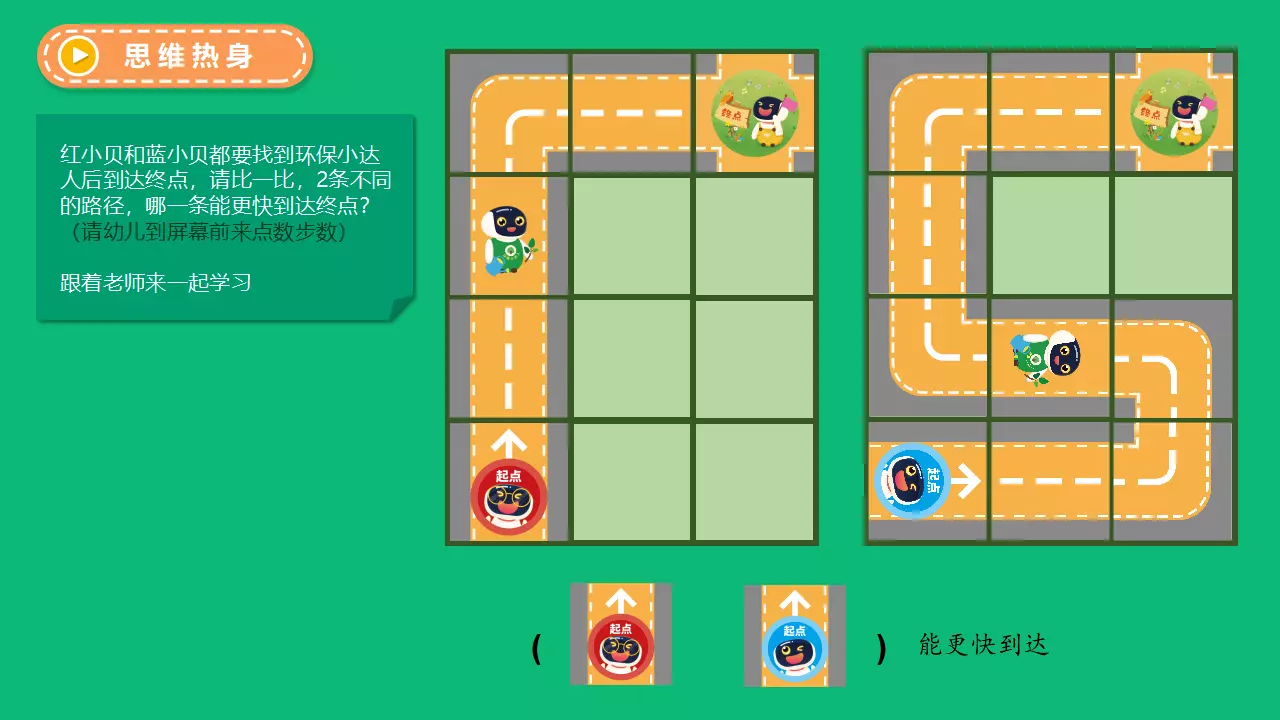 思维热身
红小贝和蓝小贝都要找到环保小达
人后到达终点，请比一比，2条不同
的路径，哪一条能更快到达终点？
（请幼儿到屏幕前来点数步数）
跟着老师来一起学习
终点
终点
起点
起点
(
起点
起点
)
能更快到达